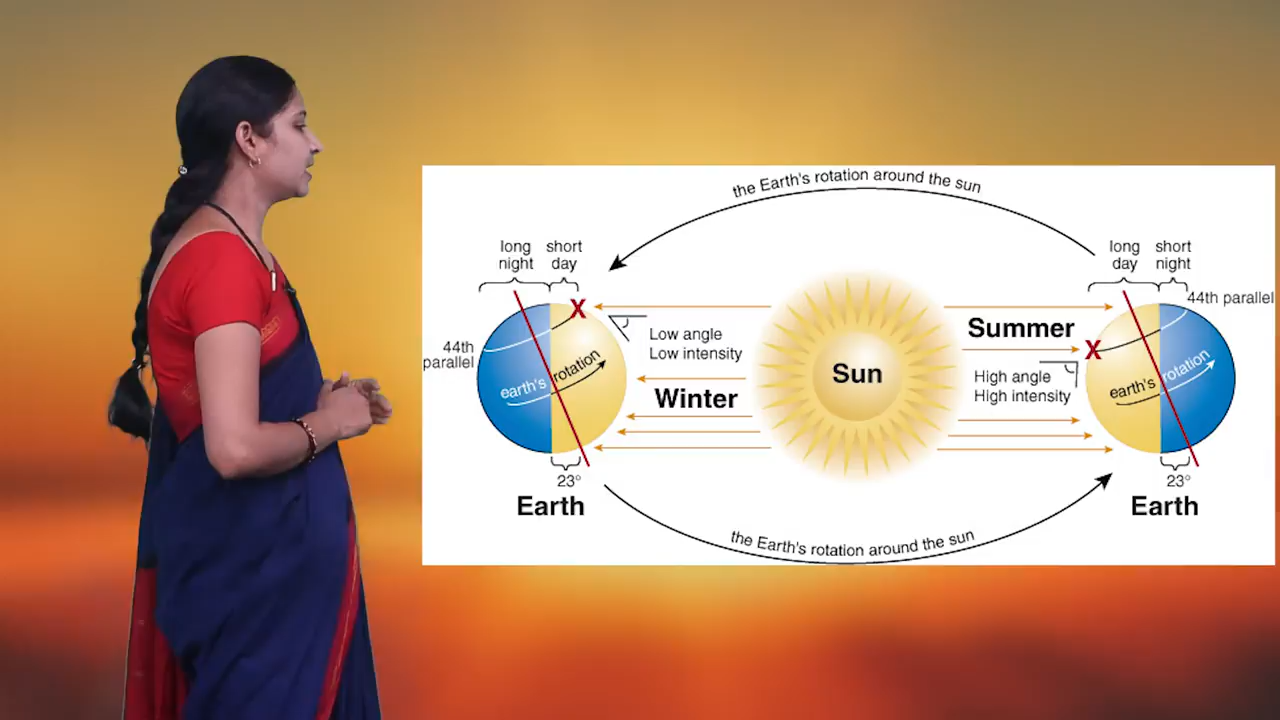 the Earth's rotation around the sun
long
night
short
day
long
day
short
night
44th parallel
X
44th
parallel
Low angle
Low intensity
earth's rotation
Winter
Sun
Summer
X
High angle
High intensity
earth's rotation
23°
Earth
23°
Earth
the Earth's rotation around the sun